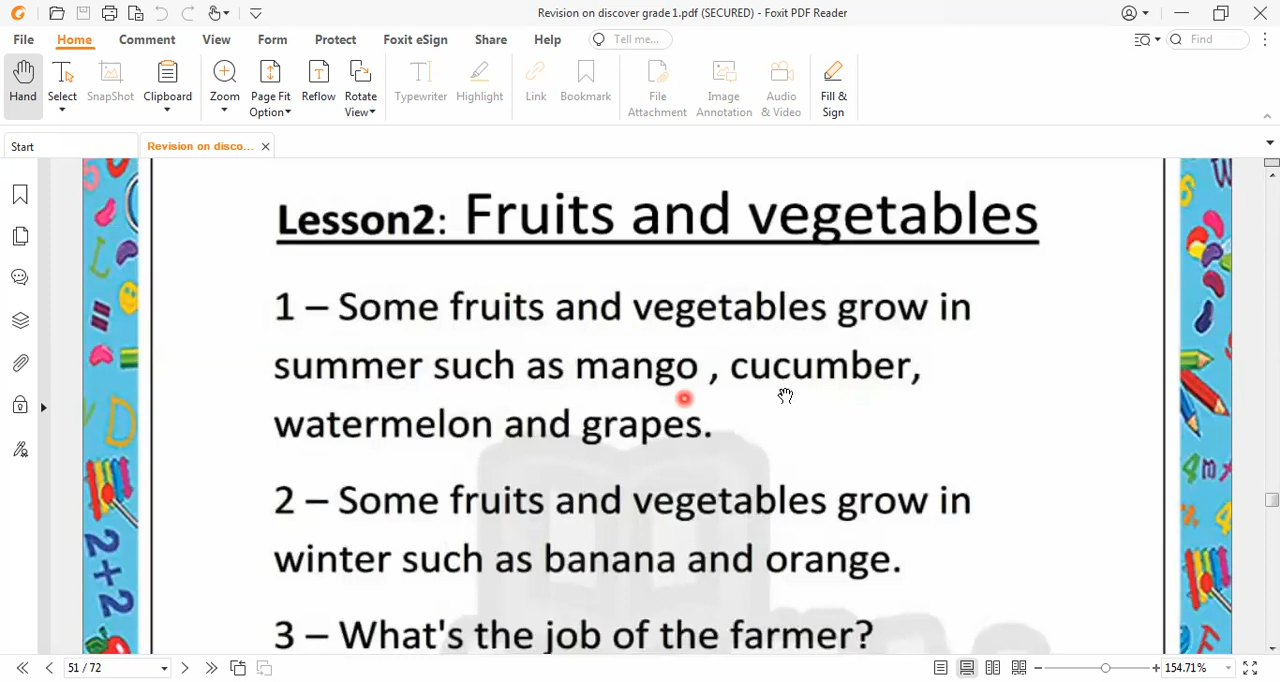 Revision on discover grade1.pdf (SECURED) - Foxit PDF Reader
File Home Comment View Form Protect Foxit eSign Share Help Tell me... Find
Hand Select SnapShot Clipboard Zoom Page Fit Option Reflow Rotate View Typewriter Highlight Link Bookmark File Attachment Image Annotation Audio & Video Fill & Sign
Start Revision on disco...
Lesson2: Fruits and vegetables
1 – Some fruits and vegetables grow in
summer such as mango , cucumber,
watermelon and grapes.
2 – Some fruits and vegetables grow in
winter such as banana and orange.
3 – What's the job of the farmer?
51 / 72 154.71%